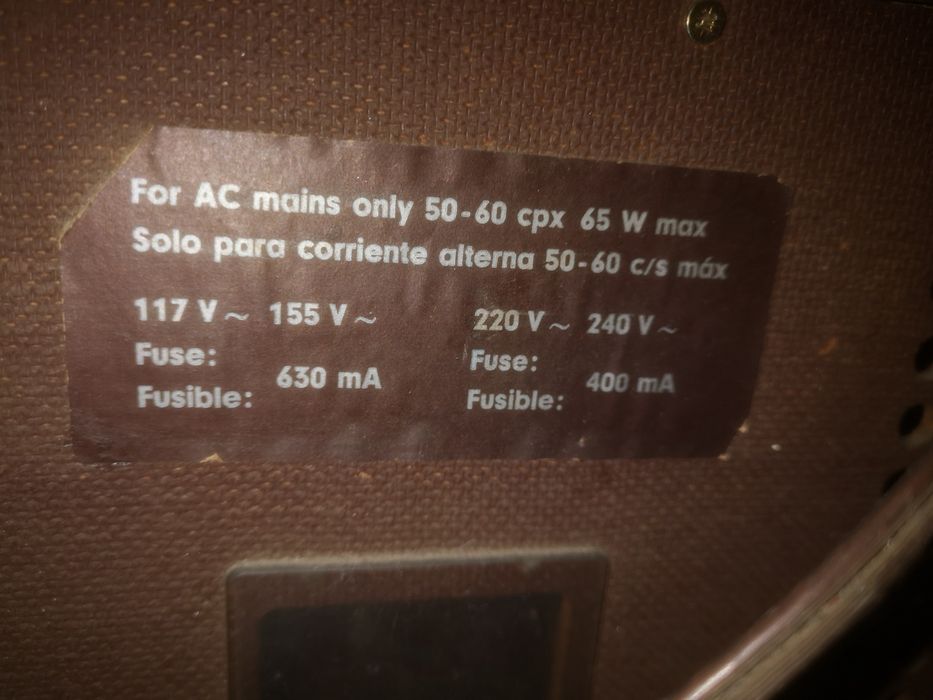 For AC mains only 50-60 cpx 65 W max
Solo para corriente alterna 50-60 c/s máx
117 V ~ 155 V ~ 220 V ~ 240 V ~
Fuse: Fuse:
630 mA 400 mA
Fusible: Fusible: